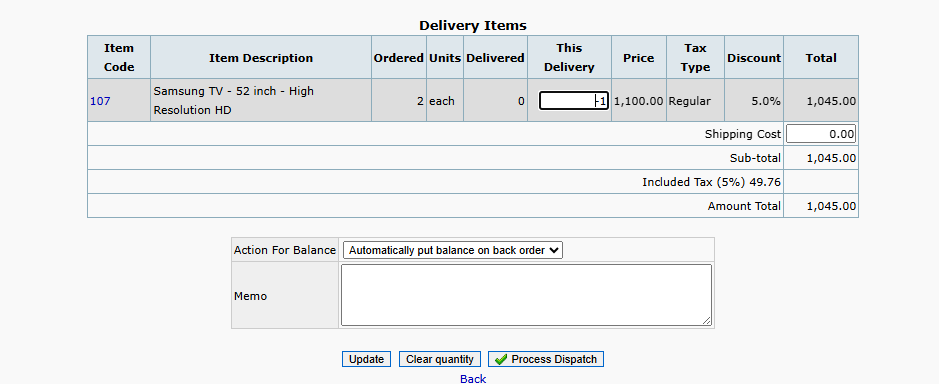 Delivery Items
Item Code Item Description Ordered Units Delivered This Delivery Price Tax Type Discount Total
107 Samsung TV - 52 inch - High Resolution HD 2 each 0 -1 1,100.00 Regular 5.0% 1,045.00
Shipping Cost 0.00
Sub-total 1,045.00
Included Tax (5%) 49.76
Amount Total 1,045.00
Action For Balance Automatically put balance on back order
Memo
Update Clear quantity Process Dispatch
Back